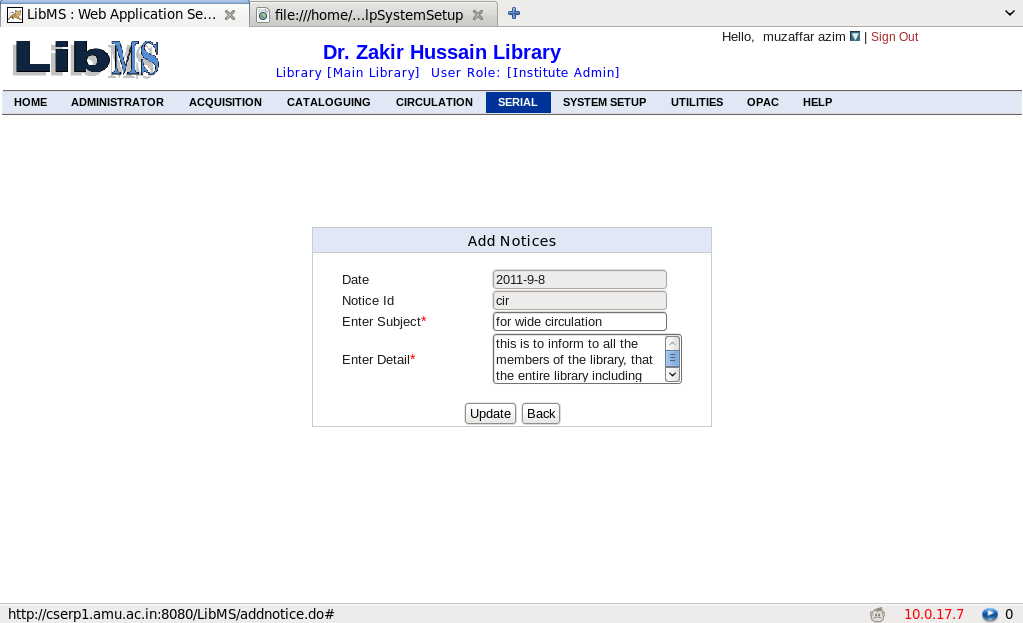 LibMS : Web Application Se... file:///home/...lpSystemSetup
LibMS
Hello, muzaffar azim | Sign Out
Dr. Zakir Hussain Library
Library [Main Library] User Role: [Institute Admin]
HOME ADMINISTRATOR ACQUISITION CATALOGUING CIRCULATION SERIAL SYSTEM SETUP UTILITIES OPAC HELP
Add Notices
Date 2011-9-8
Notice Id cir
Enter Subject* for wide circulation
Enter Detail* this is to inform to all the
members of the library, that
the entire library including
Update Back
http://cserp1.amu.ac.in:8080/LibMS/addnotice.do# 10.0.17.7 0